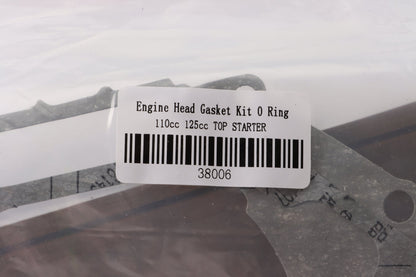 Engine Head Gasket Kit O Ring
110cc 125cc TOP STARTER
38006